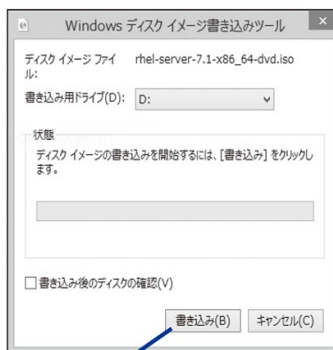 Windows ディスク イメージ書き込みツール
ディスク イメージ ファイ
ル:
rhel-server-7.1-x86_64-dvd.iso
書き込み用ドライブ(D):
D:
状態
ディスク イメージの書き込みを開始するには、[書き込み] をクリックし
ます。
書き込み後のディスクの確認(V)
書き込み(B)
キャンセル(C)